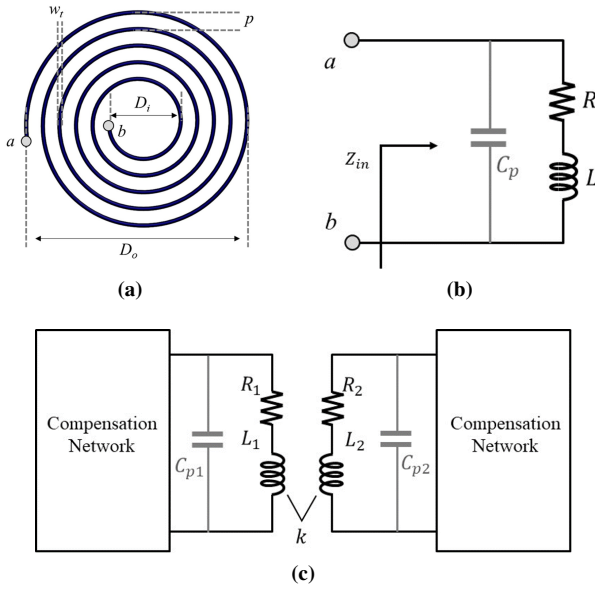 w_t
p
D_i
a
b
D_o
(a)
a
Z_in
C_p
R
L
b
(b)
Compensation
Network
C_p1
R_1
L_1
k
R_2
L_2
C_p2
Compensation
Network
(c)